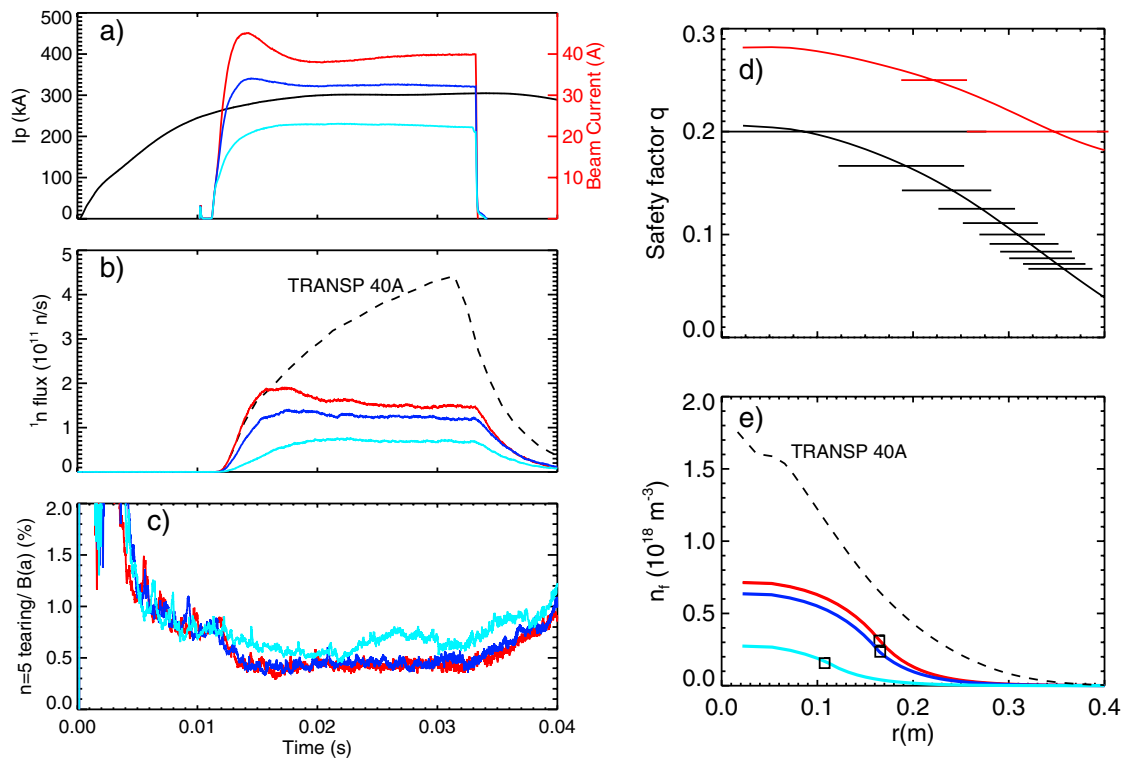 a)
500
400
300
200
100
0
Ip (kA)
40
30
20
10
Beam Current (A)
b)
5
4
3
2
1
0
¹n flux (10¹¹ n/s)
TRANSP 40A
c)
2.0
1.5
1.0
0.5
0.0
n=5 tearing/ B(a) (%)
0.00 0.01 0.02 0.03 0.04
Time (s)
d)
0.3
0.2
0.1
0.0
Safety factor q
e)
2.0
1.5
1.0
0.5
0.0
n_f (10¹⁸ m⁻³)
TRANSP 40A
0.0 0.1 0.2 0.3 0.4
r(m)